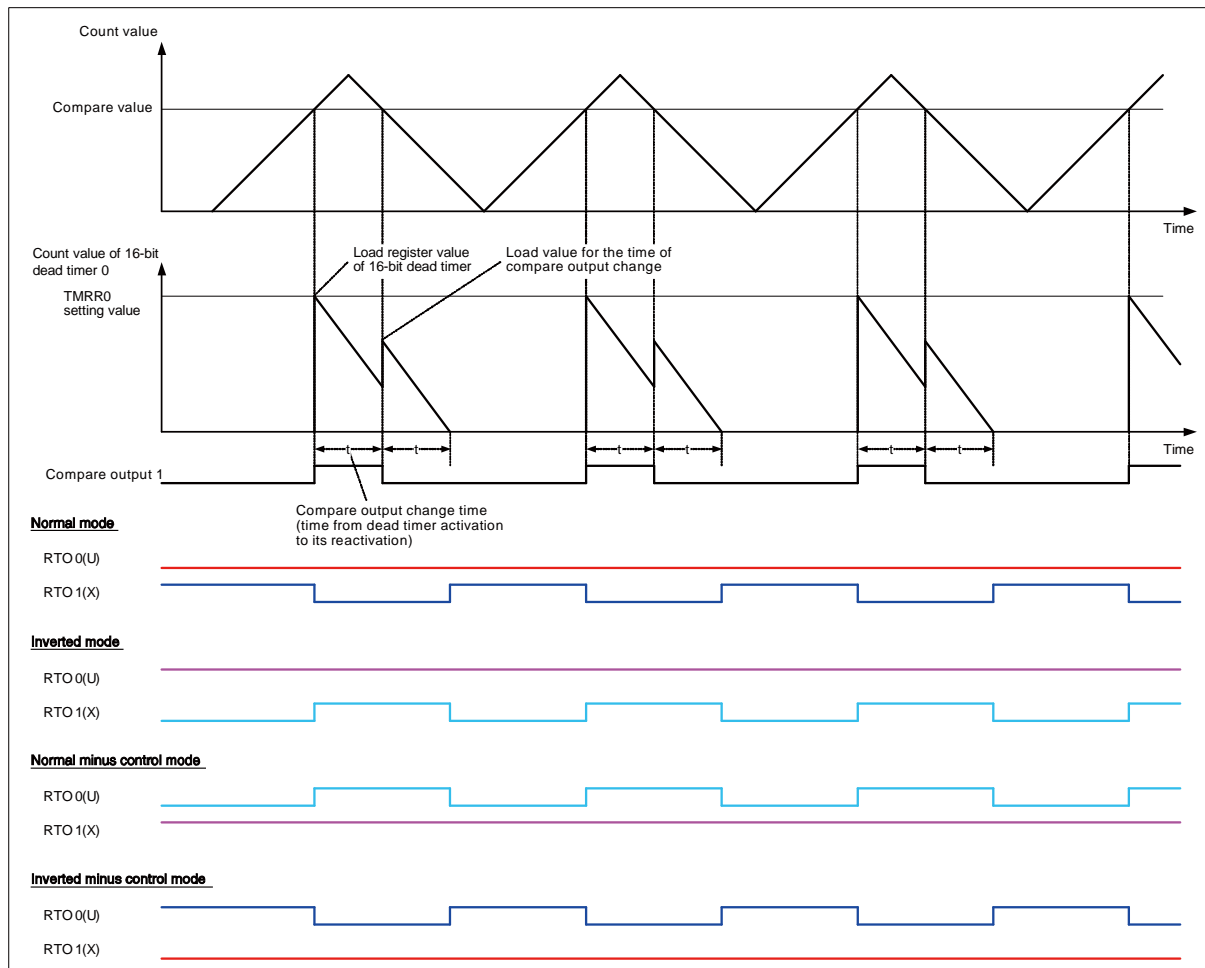 Count value
Compare value
Time
Count value of 16-bit
dead timer 0
TMRR0
setting value
Load register value
of 16-bit dead timer
Load value for the time of
compare output change
Time
t t t t t t
Compare output 1
Compare output change time
(time from dead timer activation
to its reactivation)
Normal mode
RTO 0(U)
RTO 1(X)
Inverted mode
RTO 0(U)
RTO 1(X)
Normal minus control mode
RTO 0(U)
RTO 1(X)
Inverted minus control mode
RTO 0(U)
RTO 1(X)